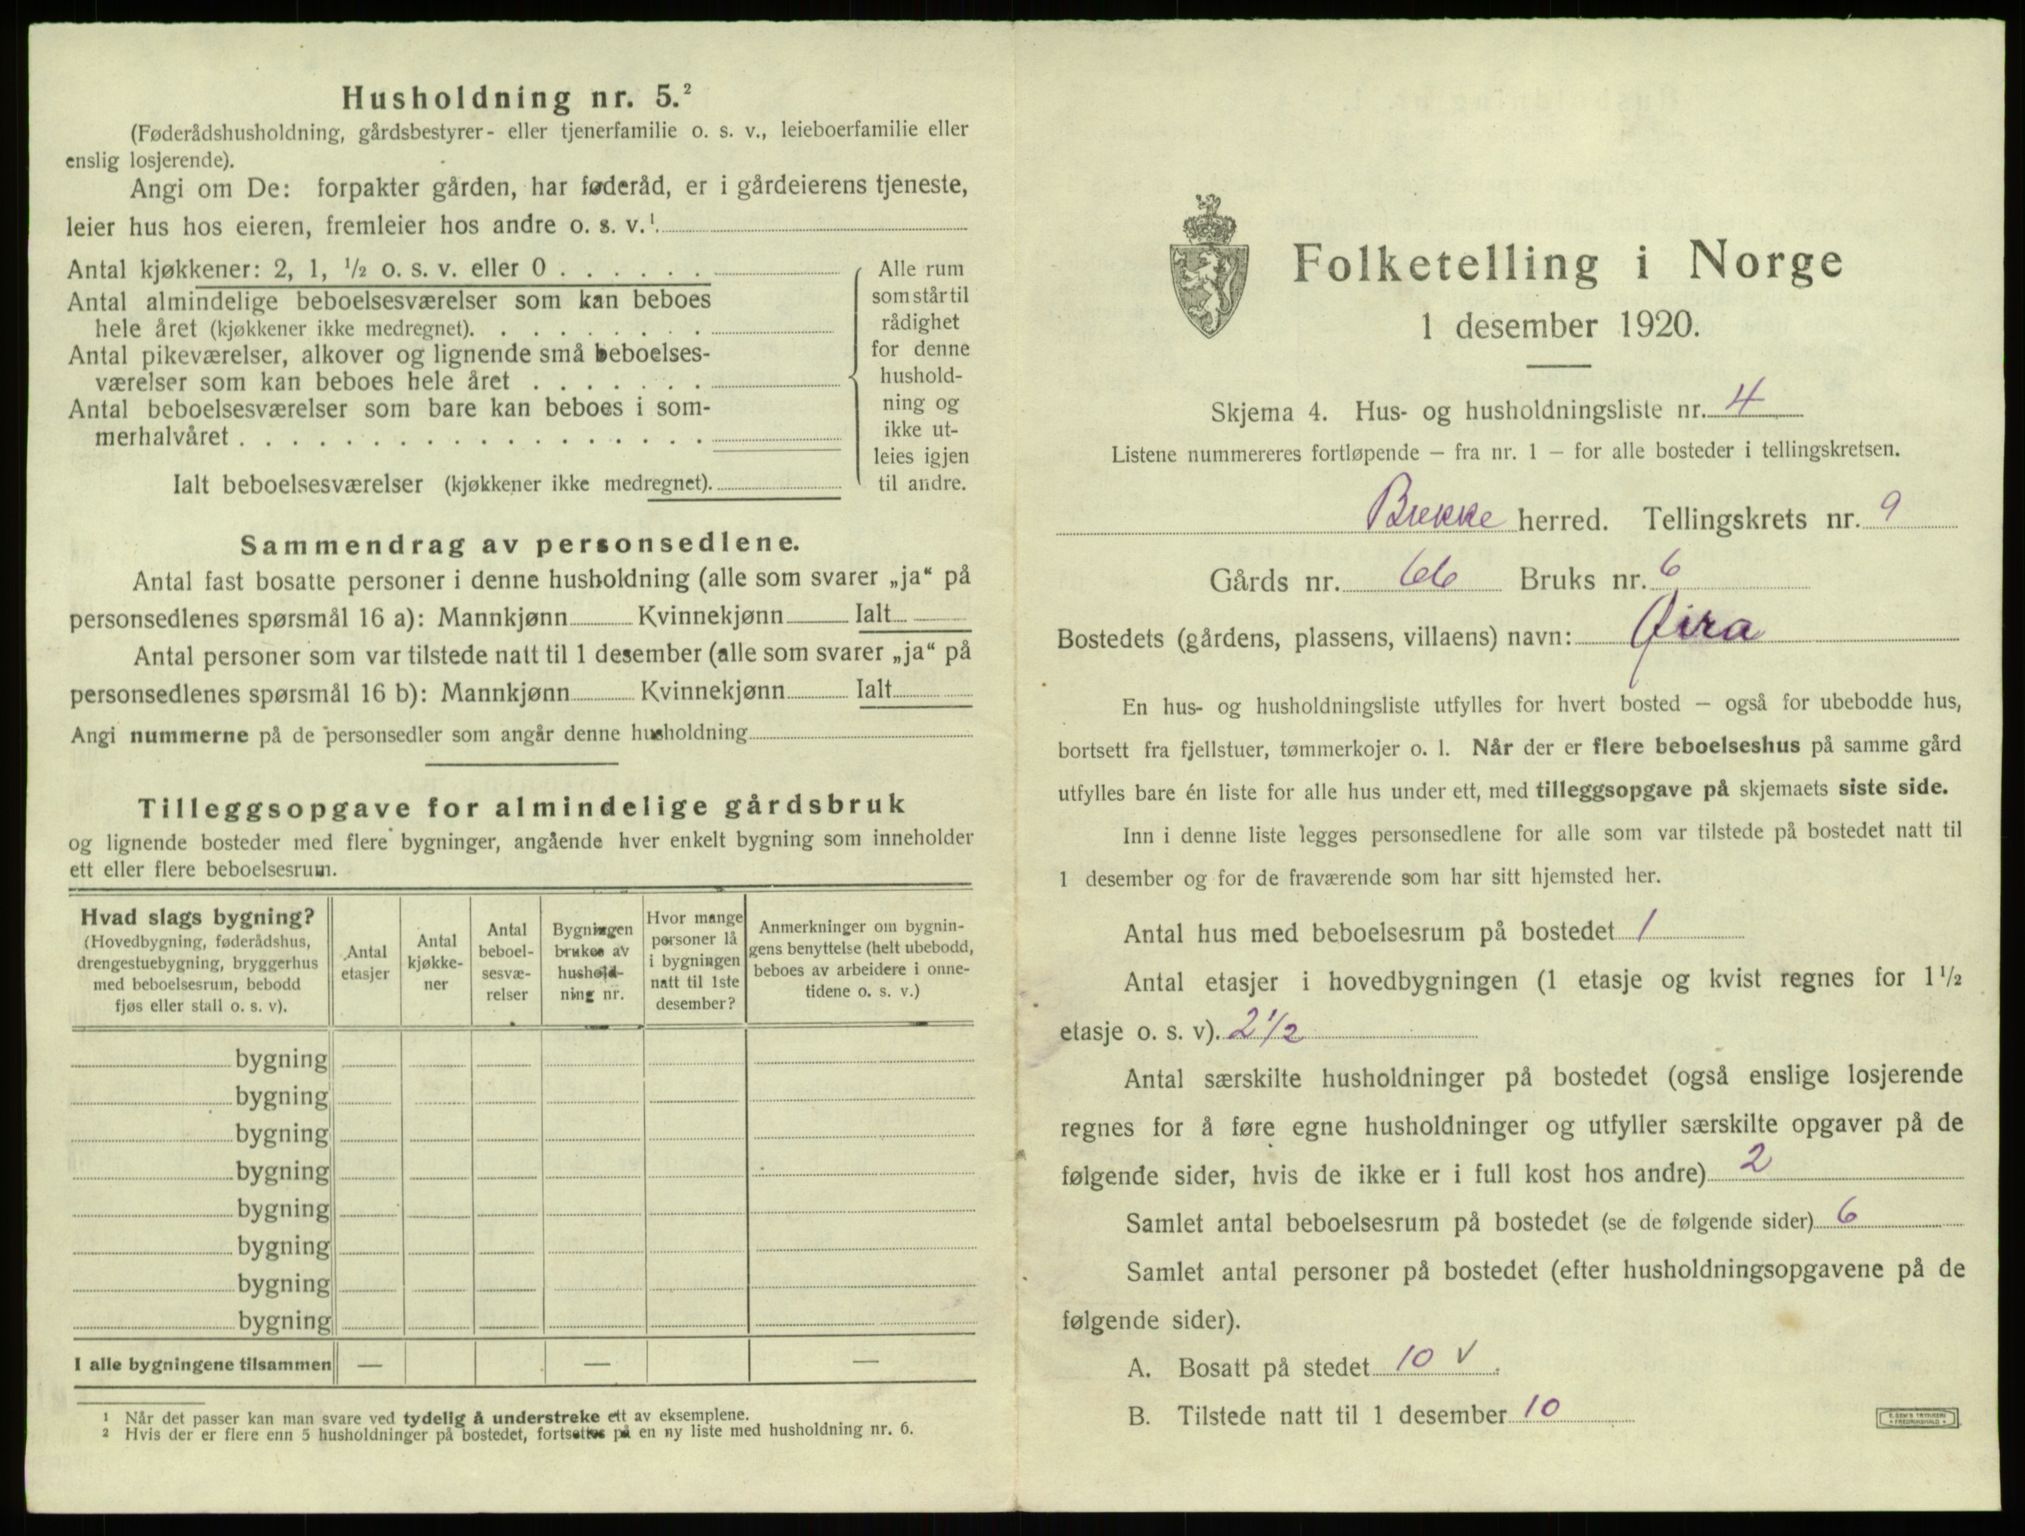 Husholdning nr. 5.²
(Føderådshusholdning, gårdsbestyrer- eller tjenerfamilie o. s. v., leieboerfamilie eller
enslig losjerende).
Angi om De: forpakter gården, har føderåd, er i gårdeierens tjeneste,
leier hus hos eieren, fremleier hos andre o. s. v.¹
Antal kjøkkener: 2, 1, ½ o. s. v. eller 0 . . . . . .
Antal almindelige beboelsesværelser som kan beboes
hele året (kjøkkener ikke medregnet). . . . . . . . .
Antal pikeværelser, alkover og lignende små beboelses-
værelser som kan beboes hele året . . . . . . .
Antal beboelsesværelser som bare kan beboes i som-
merhalvåret . . . . . . . . . . . . . . . . . .
Ialt beboelsesværelser (kjøkkener ikke medregnet).
Alle rum
som står til
rådighet
for denne
hushold-
ning og
ikke ut-
leies igjen
til andre.
Sammendrag av personsedlene.
Antal fast bosatte personer i denne husholdning (alle som svarer „ja“ på
personsedlenes spørsmål 16 a): Mannkjønn Kvinnekjønn Ialt
Antal personer som var tilstede natt til 1 desember (alle som svarer „ja“ på
personsedlenes spørsmål 16 b): Mannkjønn Kvinnekjønn Ialt
Angi nummerne på de personsedler som angår denne husholdning
Tilleggsopgave for almindelige gårdsbruk
og lignende bosteder med flere bygninger, angående hver enkelt bygning som inneholder
ett eller flere beboelsesrum.
Hvad slags bygning?
(Hovedbygning, føderådshus,
drengestuebygning, bryggerhus
med beboelsesrum, bebodd
fjøs eller stall o. s. v).
Antal
etasjer
Antal
kjøkke-
ner
Antal
beboel-
sesvæ-
relser
Bygningen
brukes av
hushold-
ning nr.
Hvor mange
personer lå
i bygningen
natt til 1ste
desember?
Anmerkninger om bygnin-
gens benyttelse (helt ubebodd,
beboes av arbeidere i onne-
tidene o. s. v.)
bygning
bygning
bygning
bygning
bygning
bygning
bygning
bygning
I alle bygningene tilsammen — — —
¹ Når det passer kan man svare ved tydelig å understreke ett av eksemplene.
² Hvis der er flere enn 5 husholdninger på bostedet, fortsettes på en ny liste med husholdning nr. 6.
Folketelling i Norge
1 desember 1920.
Skjema 4. Hus- og husholdningsliste nr. 4
Listene nummereres fortløpende — fra nr. 1 — for alle bosteder i tellingskretsen.
Brekke herred. Tellingskrets nr. 9
Gårds nr. 66 Bruks nr. 6
Bostedets (gårdens, plassens, villaens) navn: Øira
En hus- og husholdningsliste utfylles for hvert bosted — også for ubebodde hus,
bortsett fra fjellstuer, tømmerkojer o. l. Når der er flere beboelseshus på samme gård
utfylles bare én liste for alle hus under ett, med tilleggsopgave på skjemaets siste side.
Inn i denne liste legges personsedlene for alle som var tilstede på bostedet natt til
1 desember og for de fraværende som har sitt hjemsted her.
Antal hus med beboelsesrum på bostedet 1
Antal etasjer i hovedbygningen (1 etasje og kvist regnes for 1½
etasje o. s. v). 2½
Antal særskilte husholdninger på bostedet (også enslige losjerende
regnes for å føre egne husholdninger og utfyller særskilte opgaver på de
følgende sider, hvis de ikke er i full kost hos andre) 2
Samlet antal beboelsesrum på bostedet (se de følgende sider) 6
Samlet antal personer på bostedet (efter husholdningsopgavene på de
følgende sider).
A. Bosatt på stedet 10 V .
B. Tilstede natt til 1 desember 10